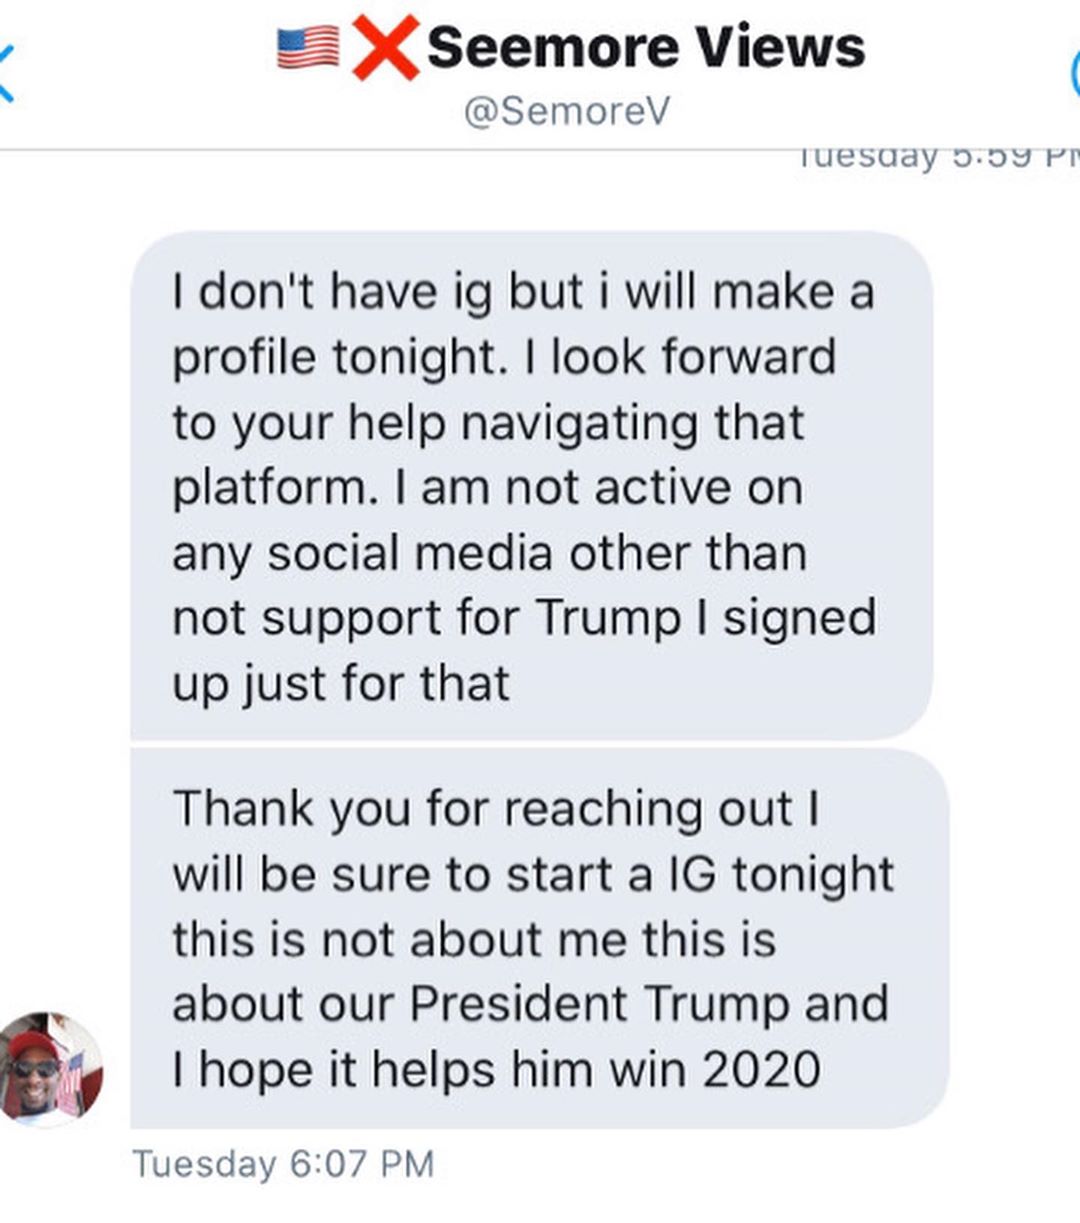 🇺🇸❌Seemore Views
@SemoreV
Tuesday 5:59 PM
I don't have ig but i will make a
profile tonight. I look forward
to your help navigating that
platform. I am not active on
any social media other than
not support for Trump I signed
up just for that
Thank you for reaching out I
will be sure to start a IG tonight
this is not about me this is
about our President Trump and
I hope it helps him win 2020
Tuesday 6:07 PM